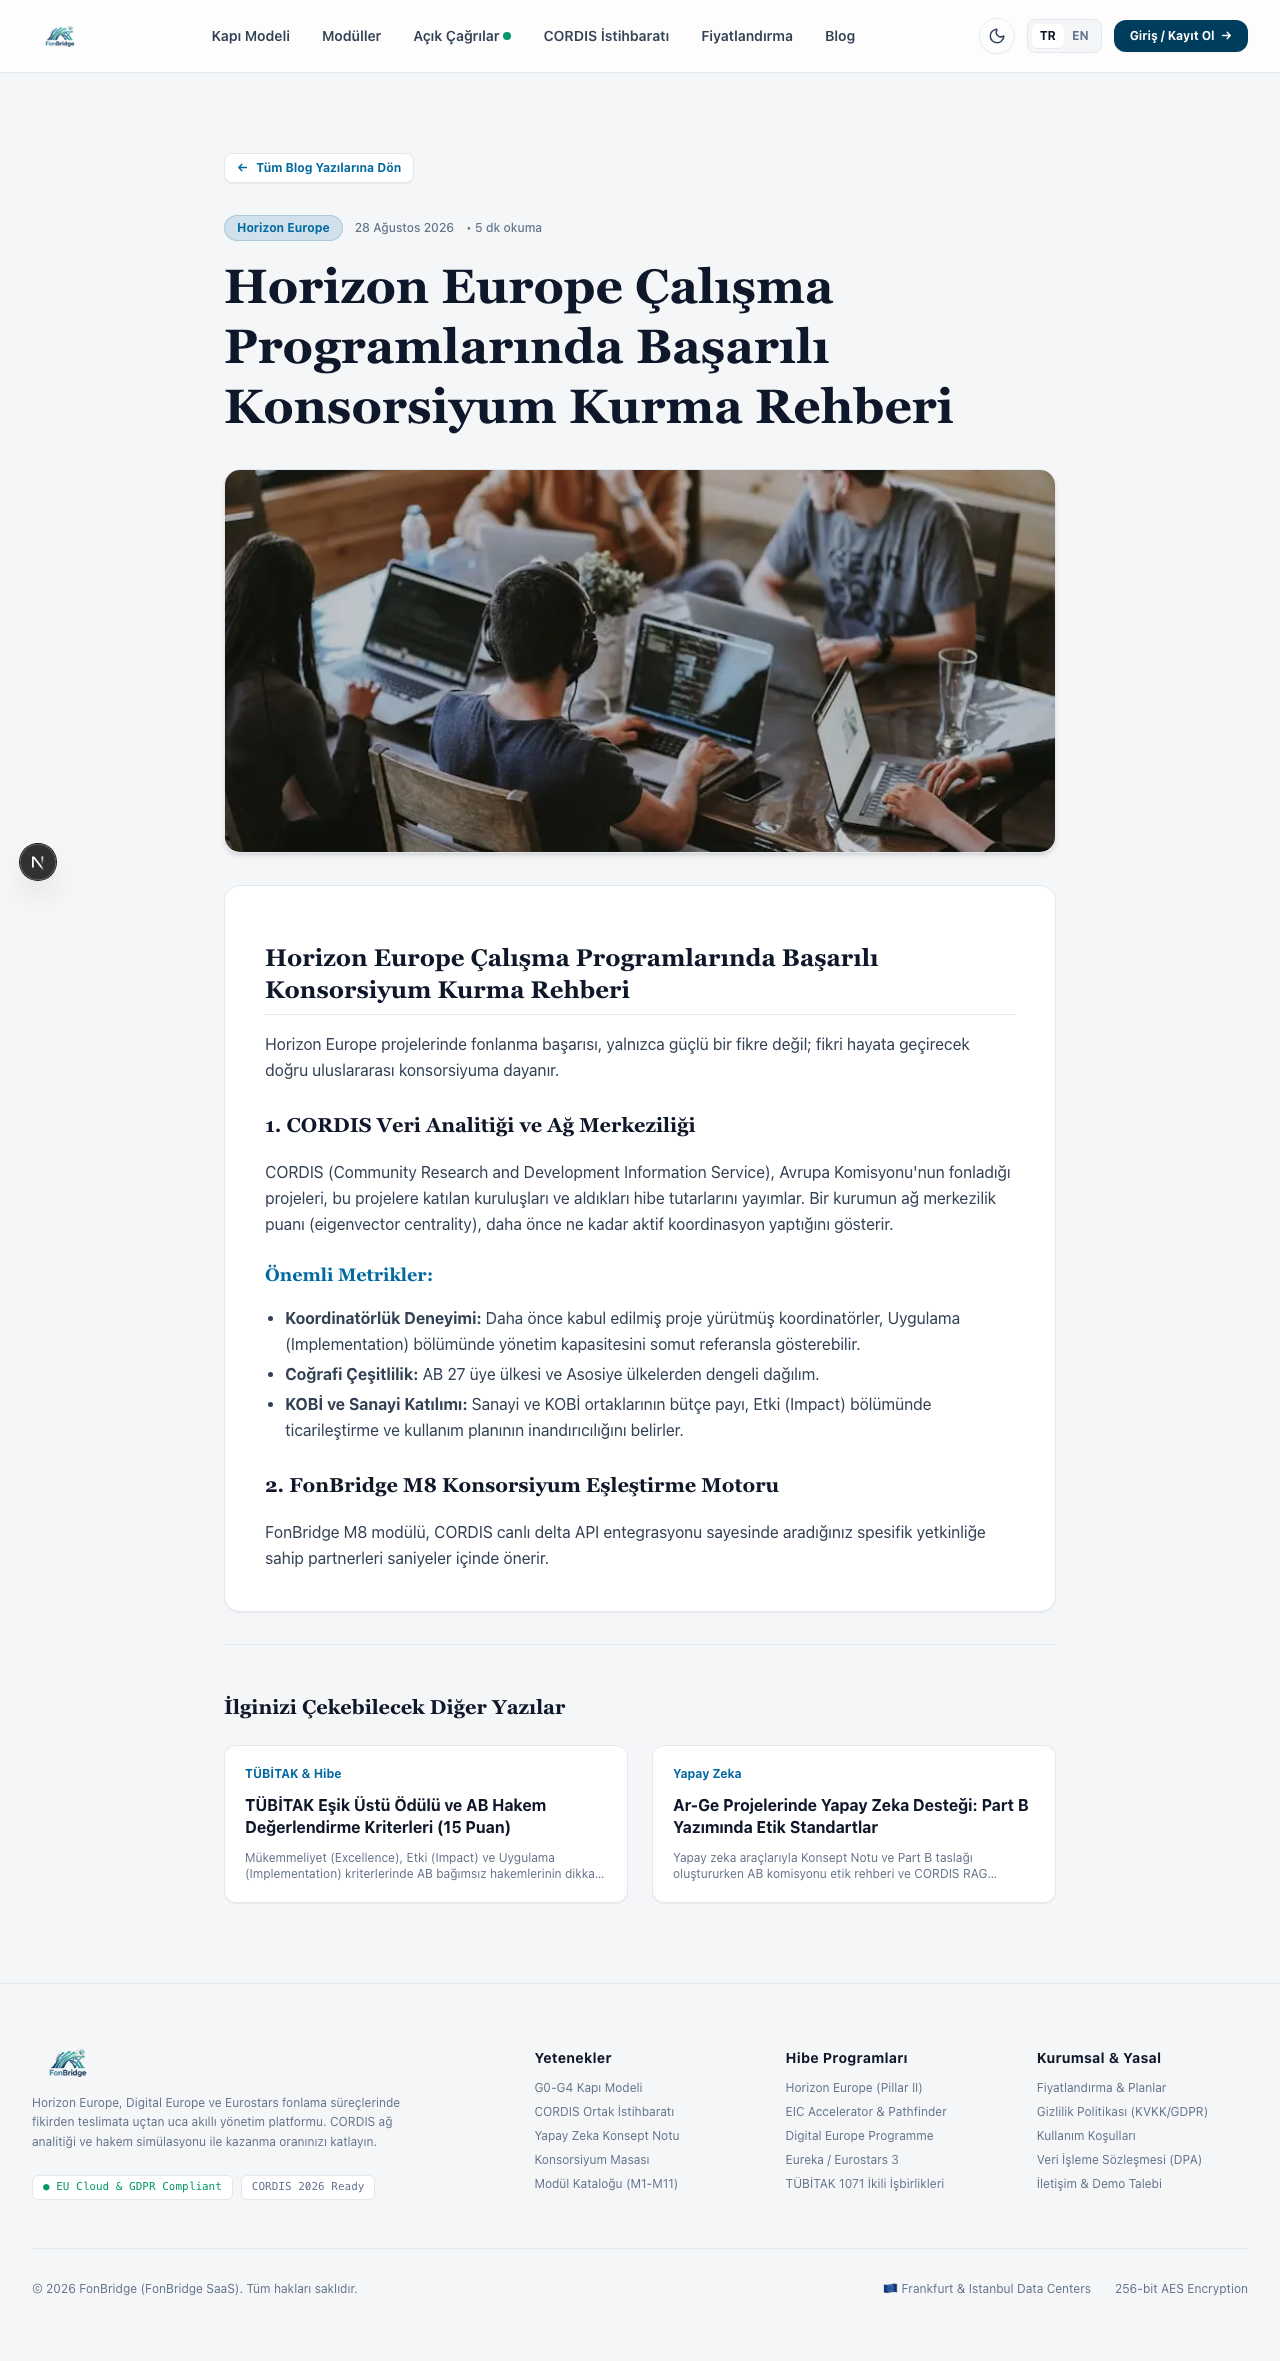 FonBridge
Kapı Modeli
Modüller
Açık Çağrılar
CORDIS İstihbaratı
Fiyatlandırma
Blog
TR
EN
Giriş / Kayıt Ol →
← Tüm Blog Yazılarına Dön
Horizon Europe
28 Ağustos 2026
• 5 dk okuma
Horizon Europe Çalışma
Programlarında Başarılı
Konsorsiyum Kurma Rehberi
N
Horizon Europe Çalışma Programlarında Başarılı
Konsorsiyum Kurma Rehberi
Horizon Europe projelerinde fonlanma başarısı, yalnızca güçlü bir fikre değil; fikri hayata geçirecek
doğru uluslararası konsorsiyuma dayanır.
1. CORDIS Veri Analitiği ve Ağ Merkeziliği
CORDIS (Community Research and Development Information Service), Avrupa Komisyonu'nun fonladığı
projeleri, bu projelere katılan kuruluşları ve aldıkları hibe tutarlarını yayımlar. Bir kurumun ağ merkezilik
puanı (eigenvector centrality), daha önce ne kadar aktif koordinasyon yaptığını gösterir.
Önemli Metrikler:
• Koordinatörlük Deneyimi: Daha önce kabul edilmiş proje yürütmüş koordinatörler, Uygulama
(Implementation) bölümünde yönetim kapasitesini somut referansla gösterebilir.
• Coğrafi Çeşitlilik: AB 27 üye ülkesi ve Asosiye ülkelerden dengeli dağılım.
• KOBİ ve Sanayi Katılımı: Sanayi ve KOBİ ortaklarının bütçe payı, Etki (Impact) bölümünde
ticarileştirme ve kullanım planının inandırıcılığını belirler.
2. FonBridge M8 Konsorsiyum Eşleştirme Motoru
FonBridge M8 modülü, CORDIS canlı delta API entegrasyonu sayesinde aradığınız spesifik yetkinliğe
sahip partnerleri saniyeler içinde önerir.
İlginizi Çekebilecek Diğer Yazılar
TÜBİTAK & Hibe
TÜBİTAK Eşik Üstü Ödülü ve AB Hakem
Değerlendirme Kriterleri (15 Puan)
Mükemmeliyet (Excellence), Etki (Impact) ve Uygulama
(Implementation) kriterlerinde AB bağımsız hakemlerinin dikka...
Yapay Zeka
Ar-Ge Projelerinde Yapay Zeka Desteği: Part B
Yazımında Etik Standartlar
Yapay zeka araçlarıyla Konsept Notu ve Part B taslağı
oluştururken AB komisyonu etik rehberi ve CORDIS RAG...
FonBridge
Horizon Europe, Digital Europe ve Eurostars fonlama süreçlerinde
fikirden teslimata uçtan uca akıllı yönetim platformu. CORDIS ağ
analitiği ve hakem simülasyonu ile kazanma oranınızı katlayın.
● EU Cloud & GDPR Compliant
CORDIS 2026 Ready
Yetenekler
G0-G4 Kapı Modeli
CORDIS Ortak İstihbaratı
Yapay Zeka Konsept Notu
Konsorsiyum Masası
Modül Kataloğu (M1-M11)
Hibe Programları
Horizon Europe (Pillar II)
EIC Accelerator & Pathfinder
Digital Europe Programme
Eureka / Eurostars 3
TÜBİTAK 1071 İkili İşbirlikleri
Kurumsal & Yasal
Fiyatlandırma & Planlar
Gizlilik Politikası (KVKK/GDPR)
Kullanım Koşulları
Veri İşleme Sözleşmesi (DPA)
İletişim & Demo Talebi
© 2026 FonBridge (FonBridge SaaS). Tüm hakları saklıdır.
🇪🇺 Frankfurt & Istanbul Data Centers
256-bit AES Encryption